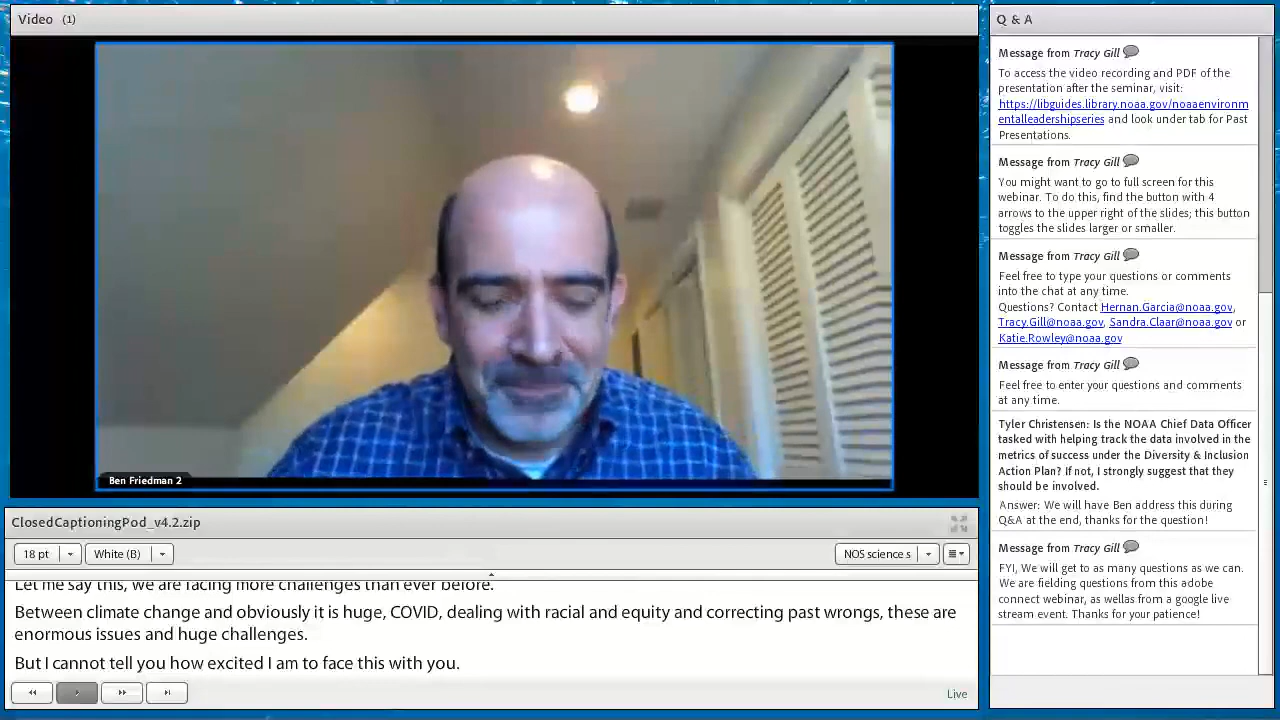 Video (1)
Ben Friedman 2
ClosedCaptioningPod_v4.2.zip
18 pt
White (B)
NOS science s
Let me say this, we are facing more challenges than ever before.
Between climate change and obviously it is huge, COVID, dealing with racial and equity and correcting past wrongs, these are
enormous issues and huge challenges.
But I cannot tell you how excited I am to face this with you.
Live
Q & A
Message from Tracy Gill
To access the video recording and PDF of the
presentation after the seminar, visit:
https://libguides.library.noaa.gov/noaaenvironm
entalleadershipseries and look under tab for Past
Presentations.
Message from Tracy Gill
You might want to go to full screen for this
webinar. To do this, find the button with 4
arrows to the upper right of the slides; this button
toggles the slides larger or smaller.
Message from Tracy Gill
Feel free to type your questions or comments
into the chat at any time.
Questions? Contact Hernan.Garcia@noaa.gov,
Tracy.Gill@noaa.gov, Sandra.Claar@noaa.gov or
Katie.Rowley@noaa.gov
Message from Tracy Gill
Feel free to enter your questions and comments
at any time.
Tyler Christensen: Is the NOAA Chief Data Officer
tasked with helping track the data involved in the
metrics of success under the Diversity & Inclusion
Action Plan? If not, I strongly suggest that they
should be involved.
Answer: We will have Ben address this during
Q&A at the end, thanks for the question!
Message from Tracy Gill
FYI, We will get to as many questions as we can.
We are fielding questions from this adobe
connect webinar, as wellas from a google live
stream event. Thanks for your patience!